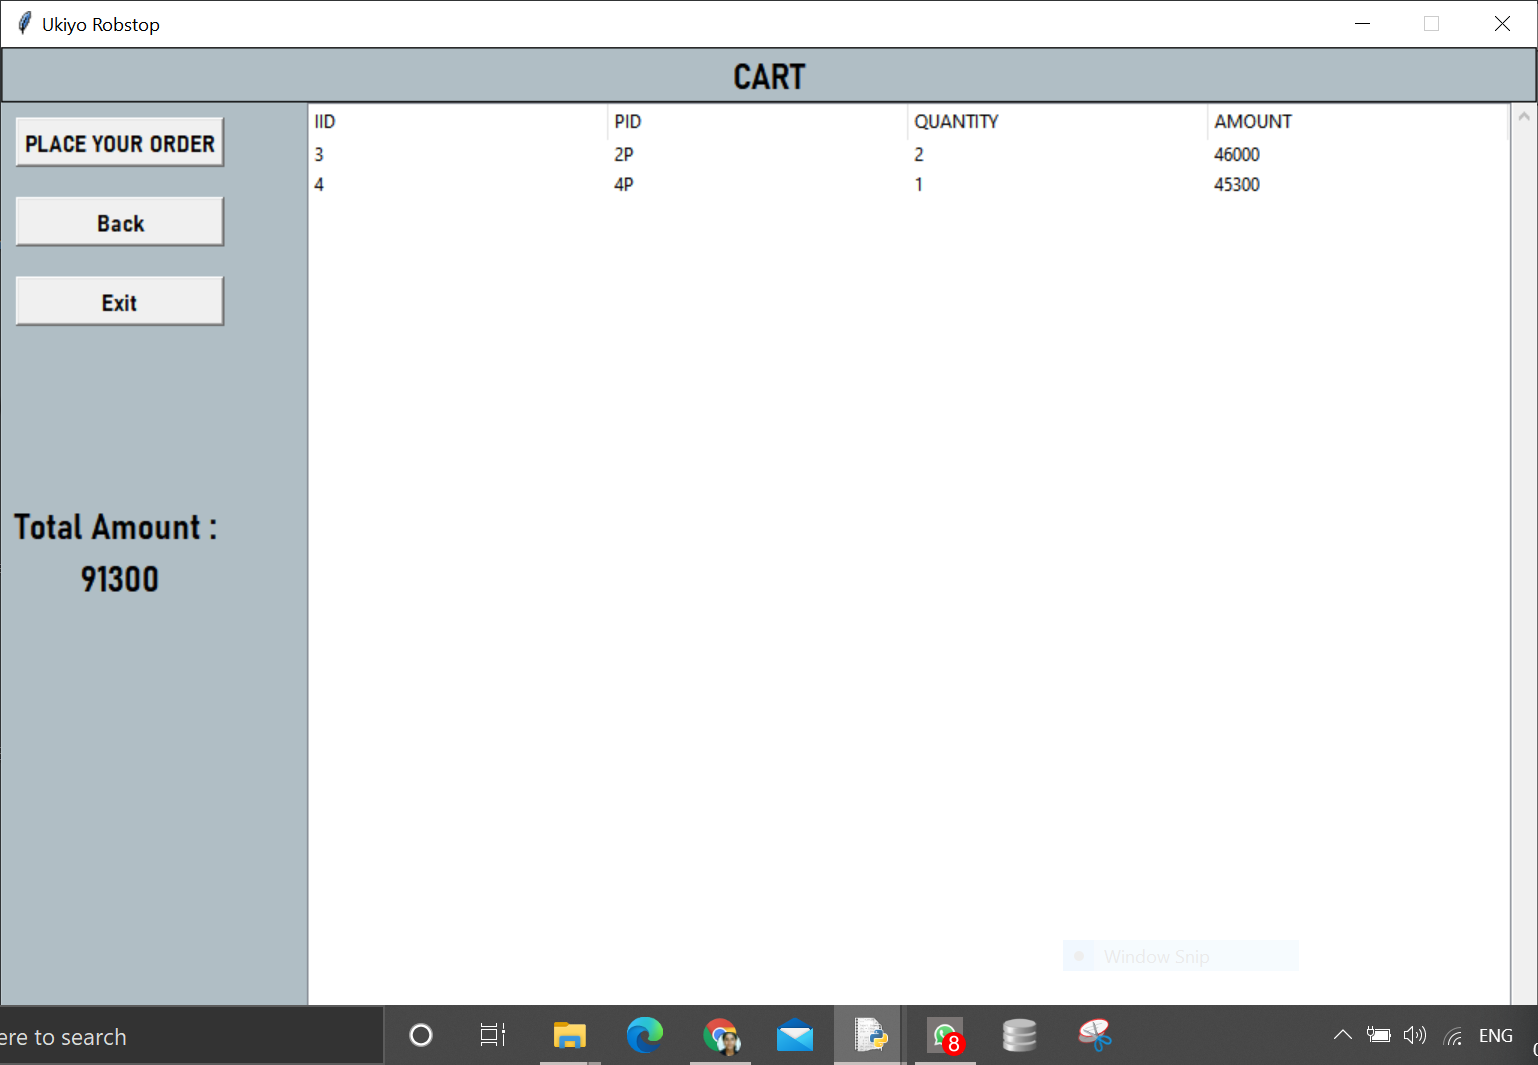 Ukiyo Robstop
CART
PLACE YOUR ORDER
Back
Exit
Total Amount :
91300
IID PID QUANTITY AMOUNT
3 2P 2 46000
4 4P 1 45300
Window Snip
ere to search
8
ENG